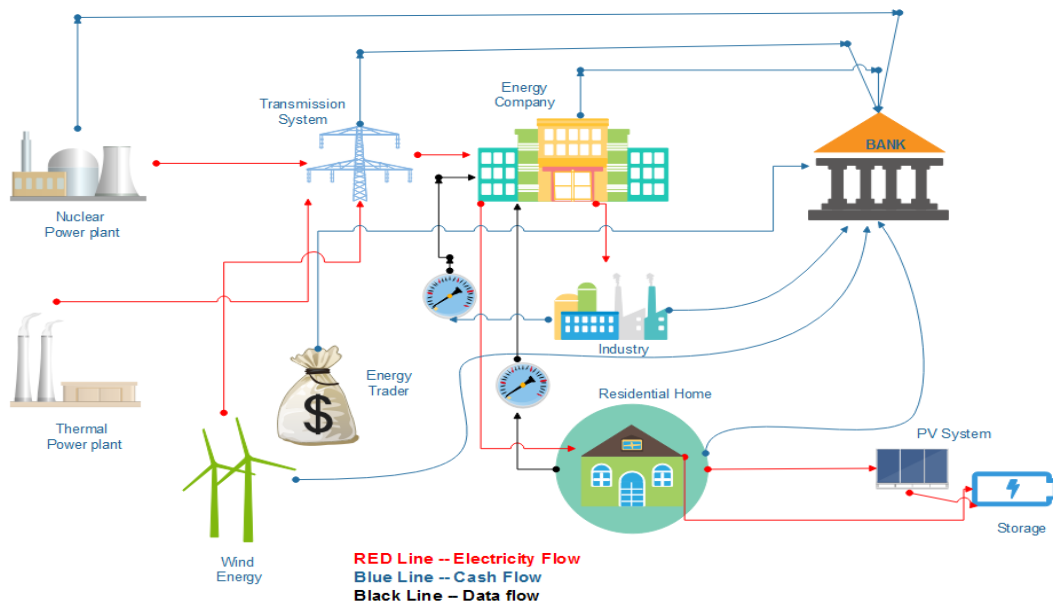 Energy
Company
Transmission
System
BANK
Nuclear
Power plant
Industry
Energy
Trader
Residential Home
Thermal
Power plant
PV System
$
Storage
Wind
Energy
RED Line -- Electricity Flow
Blue Line -- Cash Flow
Black Line – Data flow